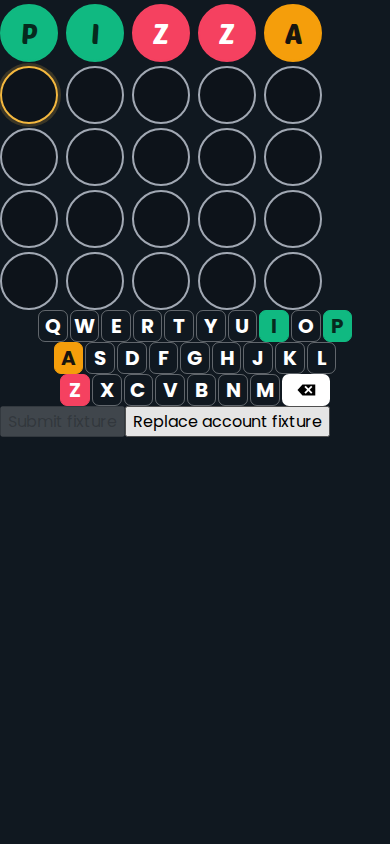 P I Z Z A
Q W E R T Y U I O P
A S D F G H J K L
Z X C V B N M
Submit fixture Replace account fixture